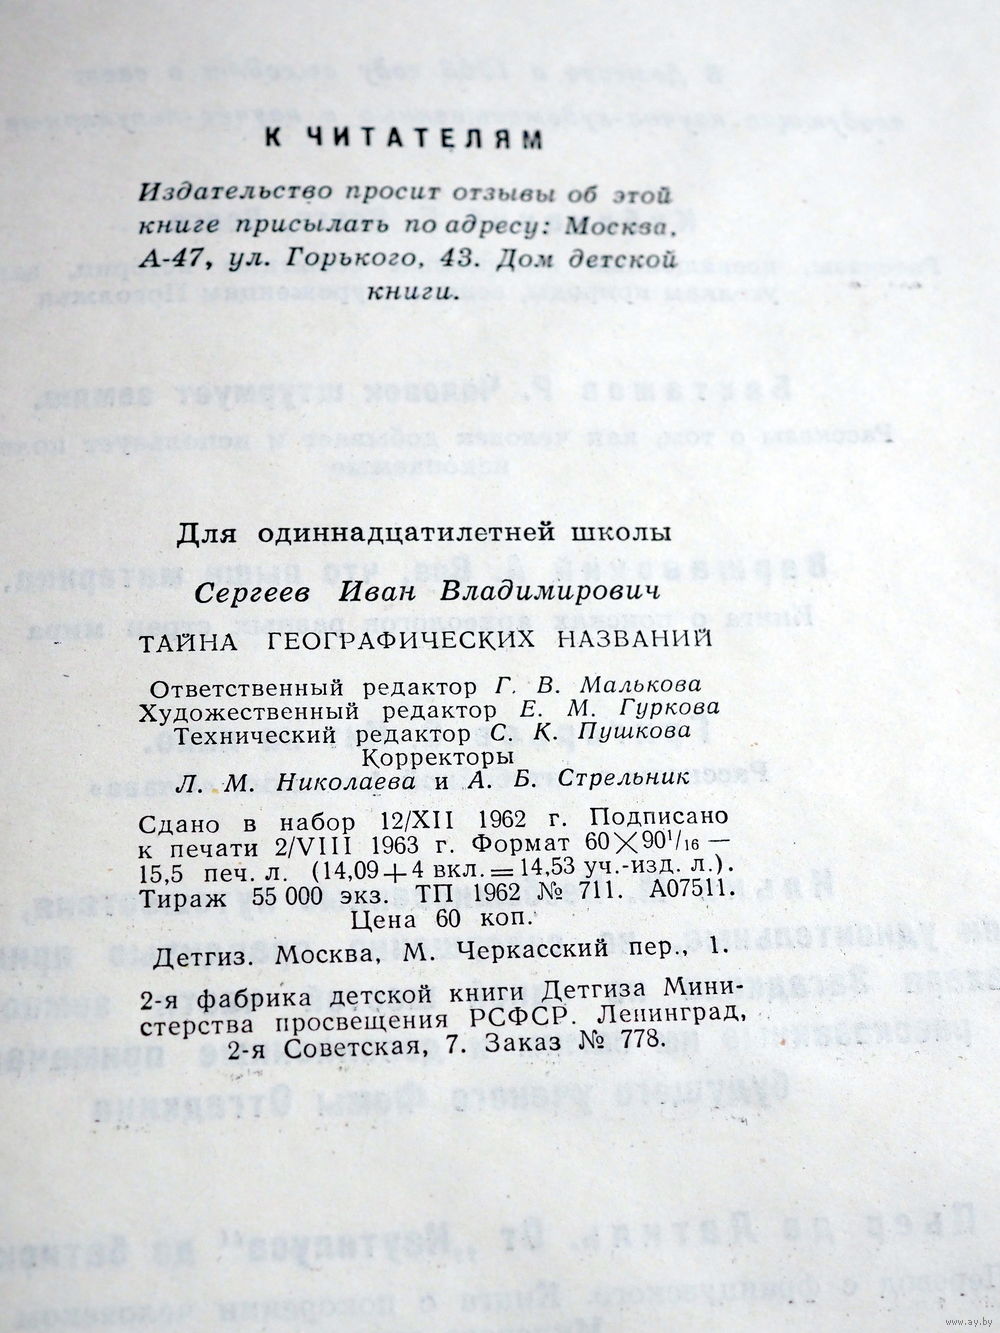 К ЧИТАТЕЛЯМ
Издательство просит отзывы об этой
книге присылать по адресу: Москва,
А-47, ул. Горького, 43. Дом детской
книги.
Для одиннадцатилетней школы
Сергеев Иван Владимирович
ТАЙНА ГЕОГРАФИЧЕСКИХ НАЗВАНИЙ
Ответственный редактор Г. В. Малькова
Художественный редактор Е. М. Гуркова
Технический редактор С. К. Пушкова
Корректоры
Л. М. Николаева и А. Б. Стрельник
Сдано в набор 12/XII 1962 г. Подписано
к печати 2/VIII 1963 г. Формат 60×90¹/₁₆ —
15,5 печ. л. (14,09+4 вкл.=14,53 уч.-изд. л.).
Тираж 55 000 экз. ТП 1962 № 711. А07511.
Цена 60 коп.
Детгиз. Москва, М. Черкасский пер., 1.
2-я фабрика детской книги Детгиза Мини-
стерства просвещения РСФСР. Ленинград,
2-я Советская, 7. Заказ № 778.
www.ay.by